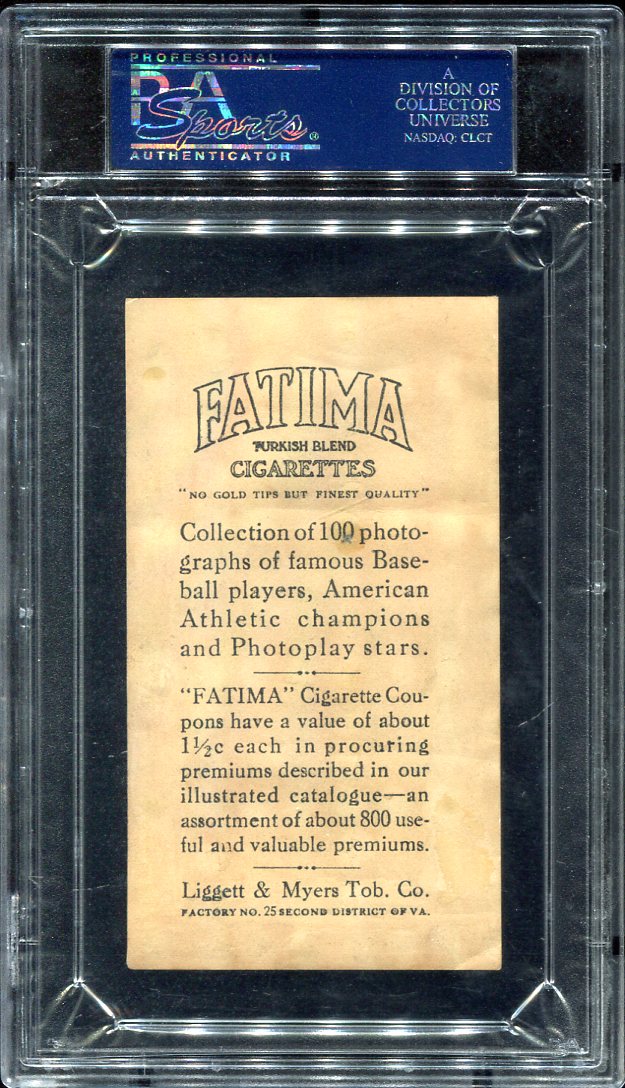 PROFESSIONAL
PSA
Sports®
AUTHENTICATOR
A
DIVISION OF
COLLECTORS
UNIVERSE
NASDAQ: CLCT
FATIMA
TURKISH BLEND
CIGARETTES
"NO GOLD TIPS BUT FINEST QUALITY"
Collection of 100 photo-
graphs of famous Base-
ball players, American
Athletic champions
and Photoplay stars.
"FATIMA" Cigarette Cou-
pons have a value of about
1½c each in procuring
premiums described in our
illustrated catalogue—an
assortment of about 800 use-
ful and valuable premiums.
Liggett & Myers Tob. Co.
FACTORY NO. 25 SECOND DISTRICT OF VA.